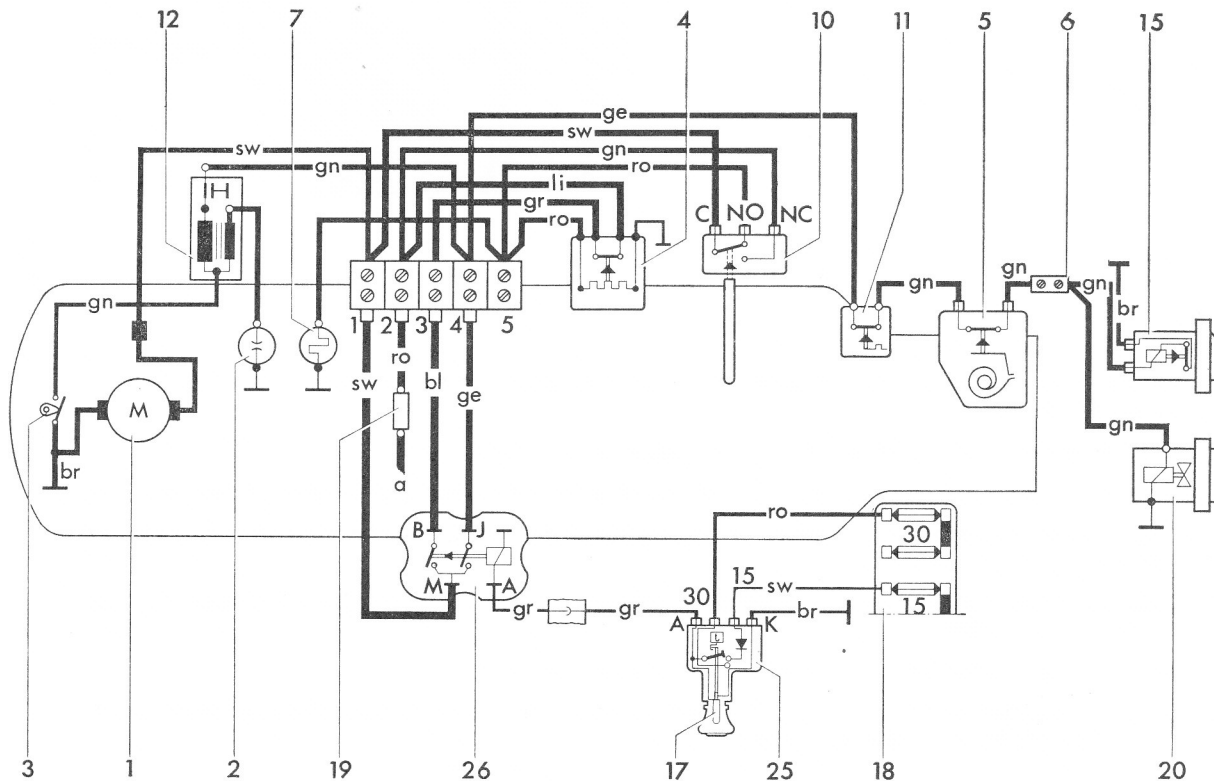 12 7 4 10 11 5 6 15
ge
sw
sw gn
gn ro
li
gr C NO NC
ro
gn gn gn
gn br
1 2 3 4 5
ro
sw bl ge
M
gn
a
br
ro
B J 30
15 sw
M A 30
gr gr A K br 15
t
3 1 2 19 26 17 25 18 20